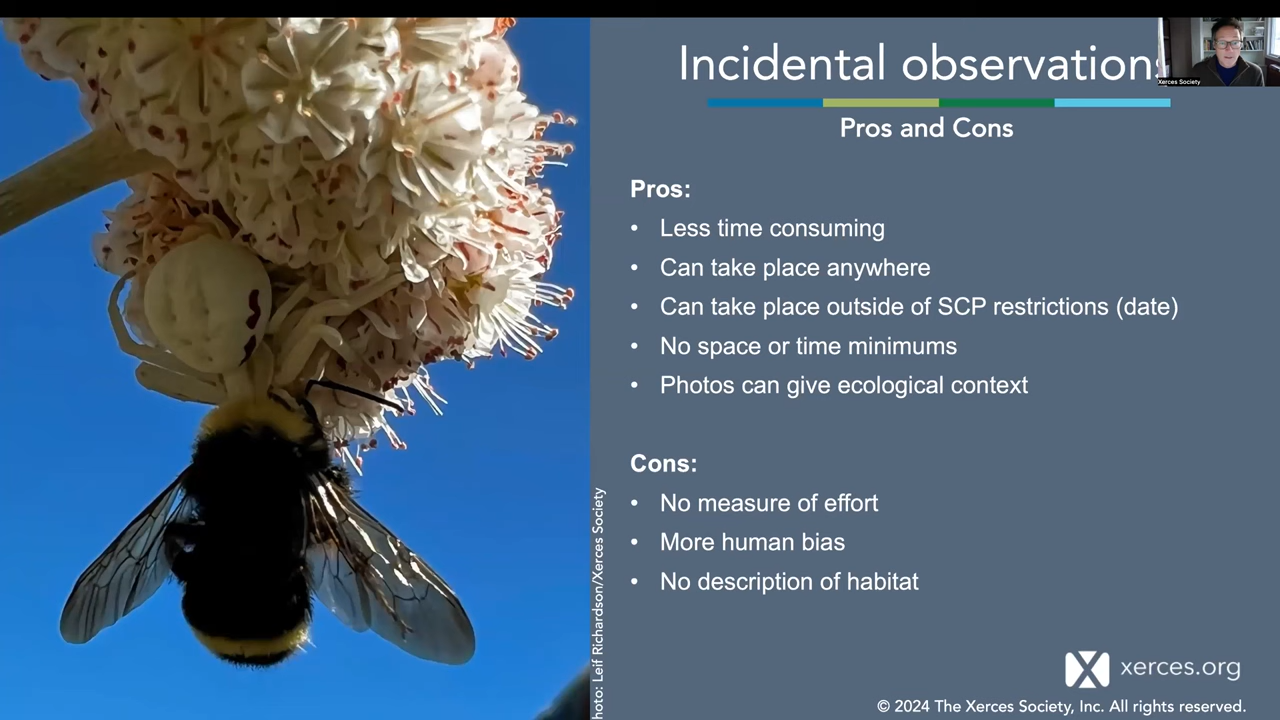 Incidental observations
Xerces Society
Pros and Cons
Pros:
• Less time consuming
• Can take place anywhere
• Can take place outside of SCP restrictions (date)
• No space or time minimums
• Photos can give ecological context
Cons:
• No measure of effort
• More human bias
• No description of habitat
hoto: Leif Richardson/Xerces Society
xerces.org
© 2024 The Xerces Society, Inc. All rights reserved.